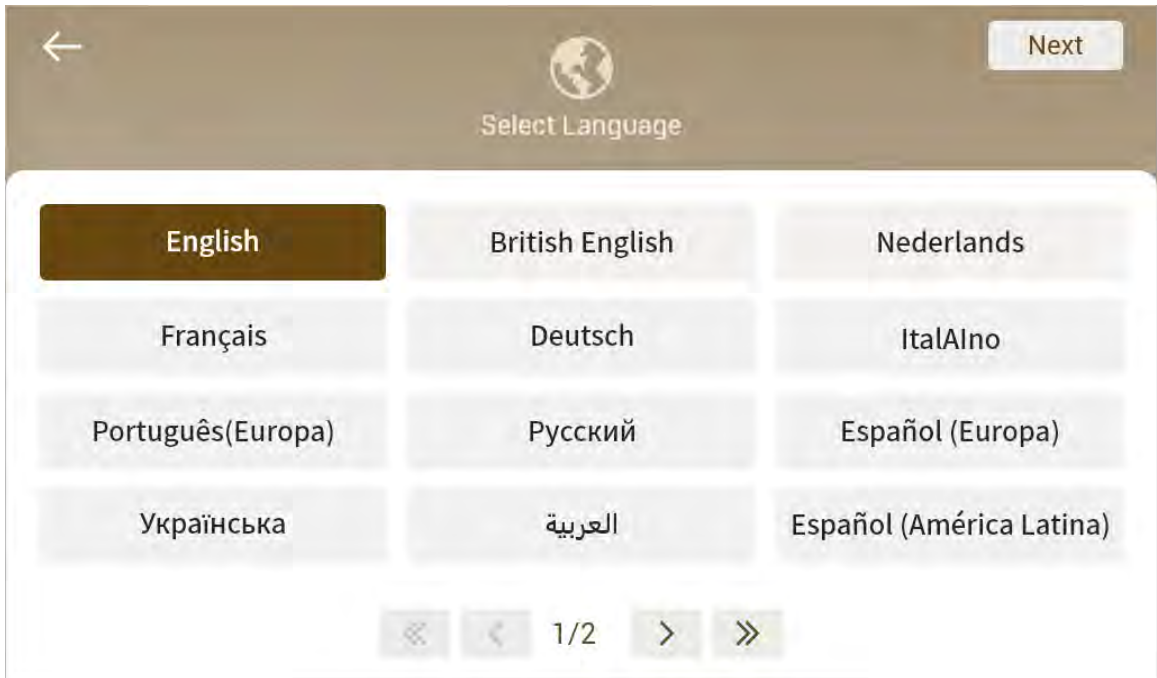 Next
Select Language
English
British English
Nederlands
Français
Deutsch
ItalAIno
Português(Europa)
Русский
Español (Europa)
Українська
العربية
Español (América Latina)
1/2